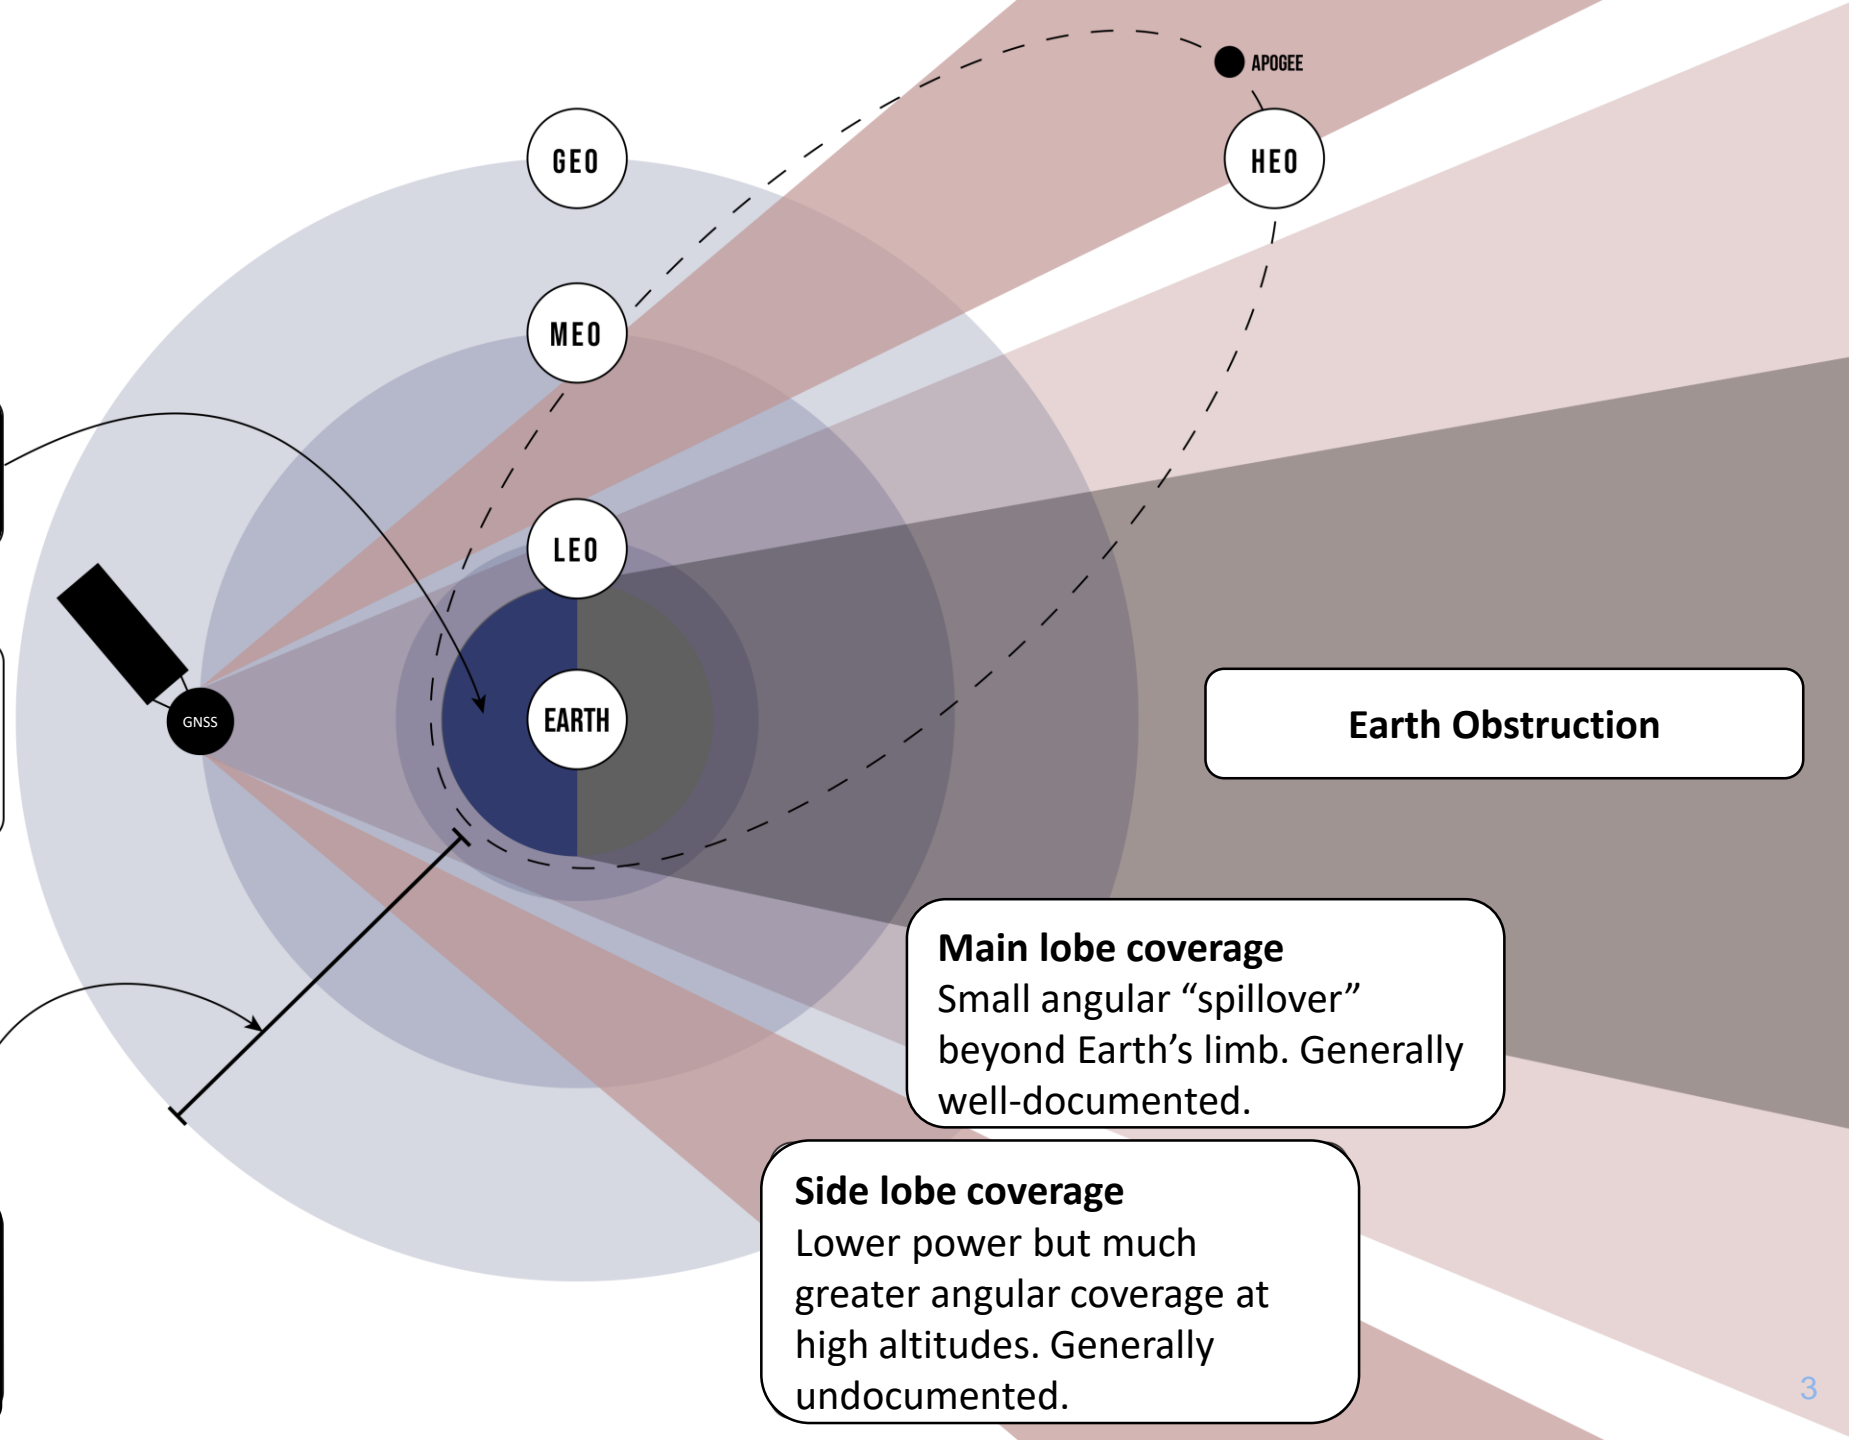 APOGEE
GEO
HEO
MEO
LEO
GNSS
EARTH
Earth Obstruction
Main lobe coverage
Small angular “spillover”
beyond Earth’s limb. Generally
well-documented.
Side lobe coverage
Lower power but much
greater angular coverage at
high altitudes. Generally
undocumented.
3